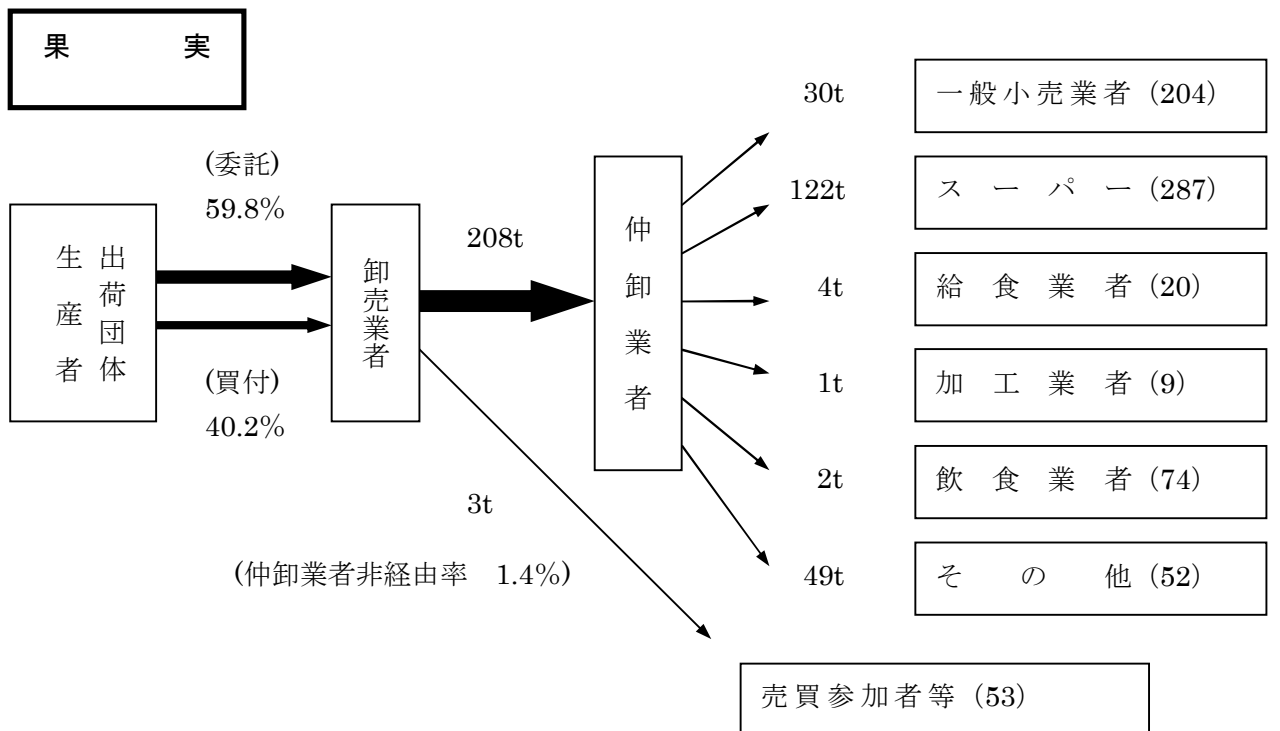 果 実
(委託)
59.8%
生産者
出荷団体
(買付)
40.2%
卸売業者
208t
3t
(仲卸業者非経由率 1.4%)
仲卸業者
30t 一般小売業者 (204)
122t スーパー (287)
4t 給食業者 (20)
1t 加工業者 (9)
2t 飲食業者 (74)
49t その他 (52)
売買参加者等 (53)